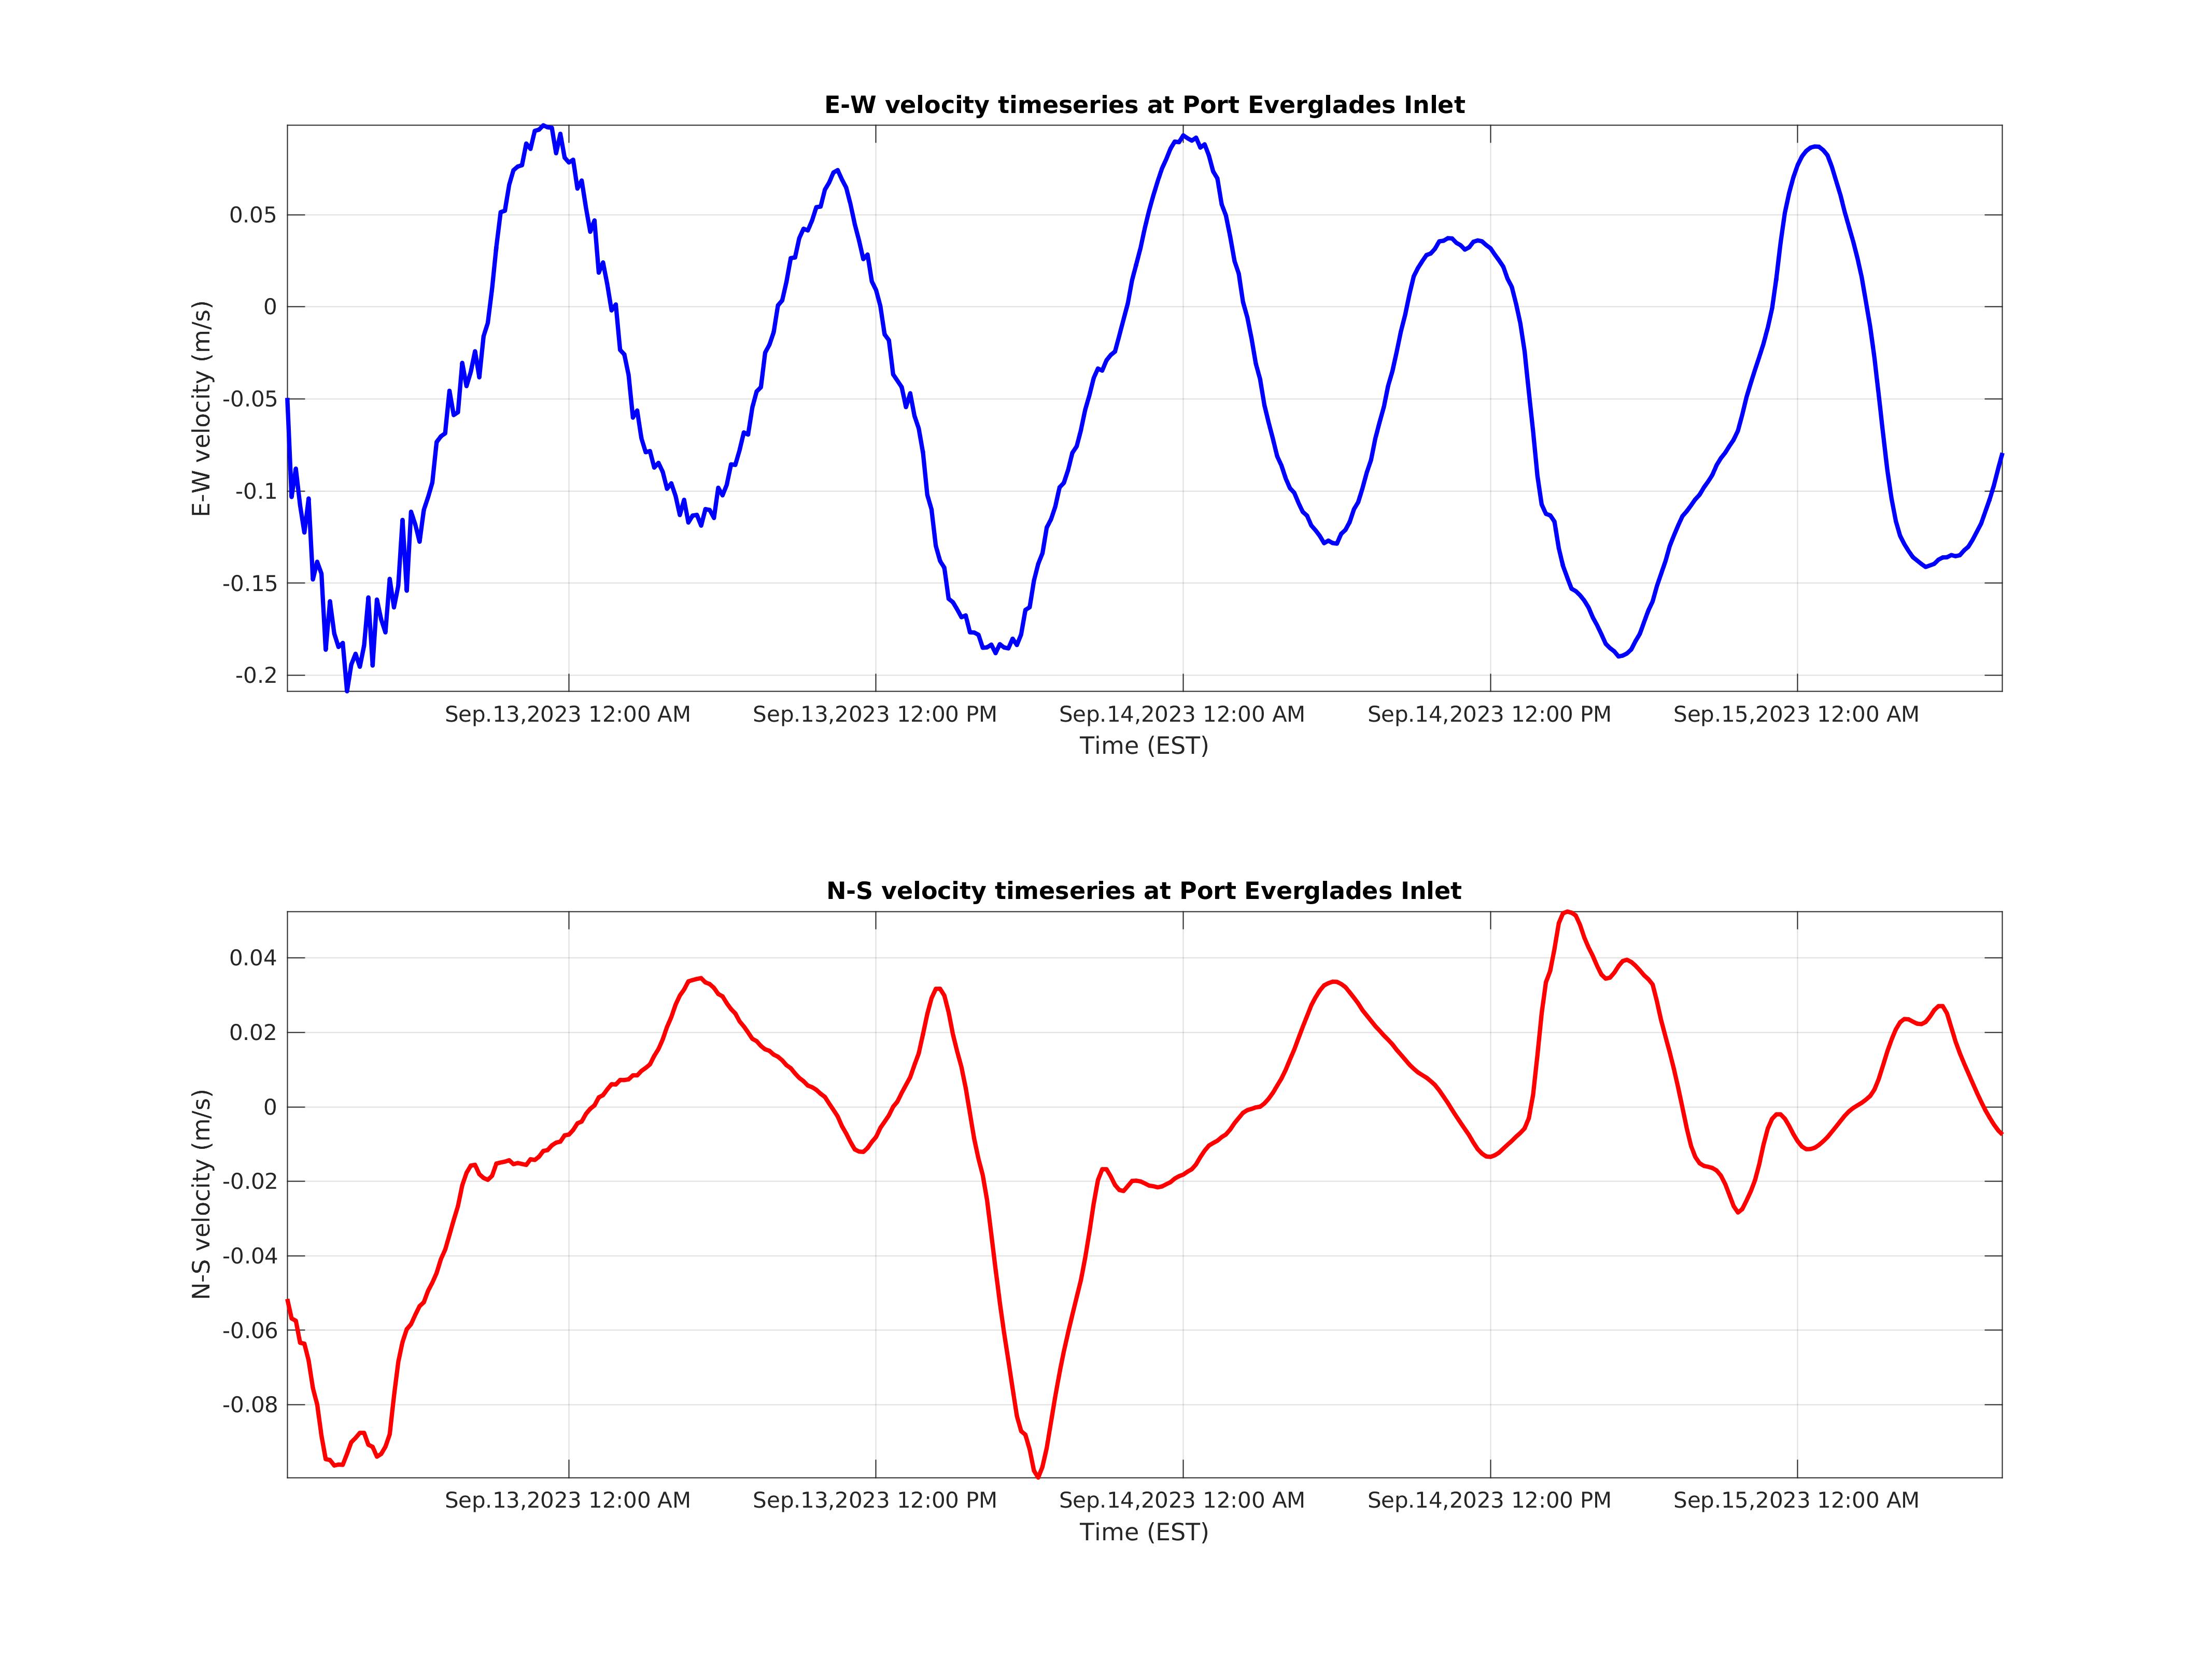 E-W velocity timeseries at Port Everglades Inlet
E-W velocity (m/s)
0.05
0
-0.05
-0.1
-0.15
-0.2
Sep.13,2023 12:00 AM Sep.13,2023 12:00 PM Sep.14,2023 12:00 AM Sep.14,2023 12:00 PM Sep.15,2023 12:00 AM
Time (EST)
N-S velocity timeseries at Port Everglades Inlet
N-S velocity (m/s)
0.04
0.02
0
-0.02
-0.04
-0.06
-0.08
Sep.13,2023 12:00 AM Sep.13,2023 12:00 PM Sep.14,2023 12:00 AM Sep.14,2023 12:00 PM Sep.15,2023 12:00 AM
Time (EST)